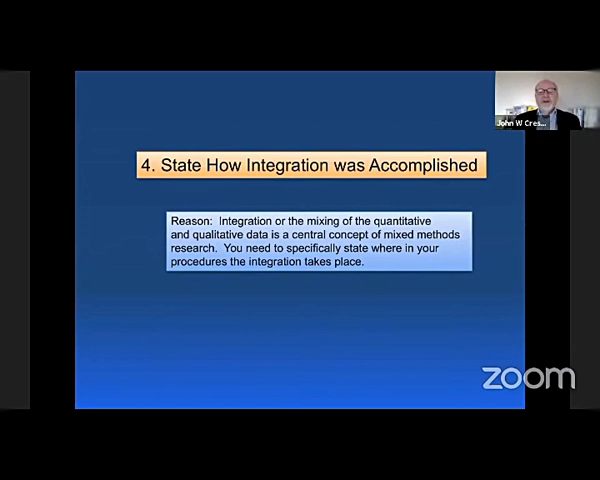 John W Cres...
4. State How Integration was Accomplished
Reason: Integration or the mixing of the quantitative
and qualitative data is a central concept of mixed methods
research. You need to specifically state where in your
procedures the integration takes place.
zoom